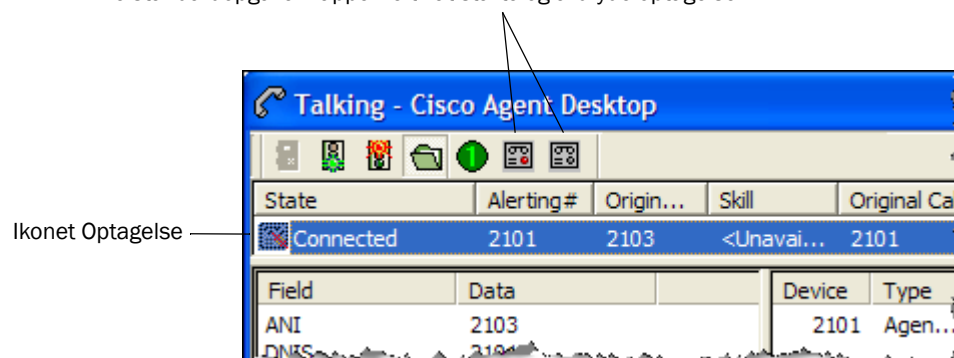 Talking - Cisco Agent Desktop
1
State Alerting# Origin... Skill Original Ca
Ikonet Optagelse
Connected 2101 2103 <Unavai... 2101
Field Data Device Type
ANI 2103 2101 Agen...